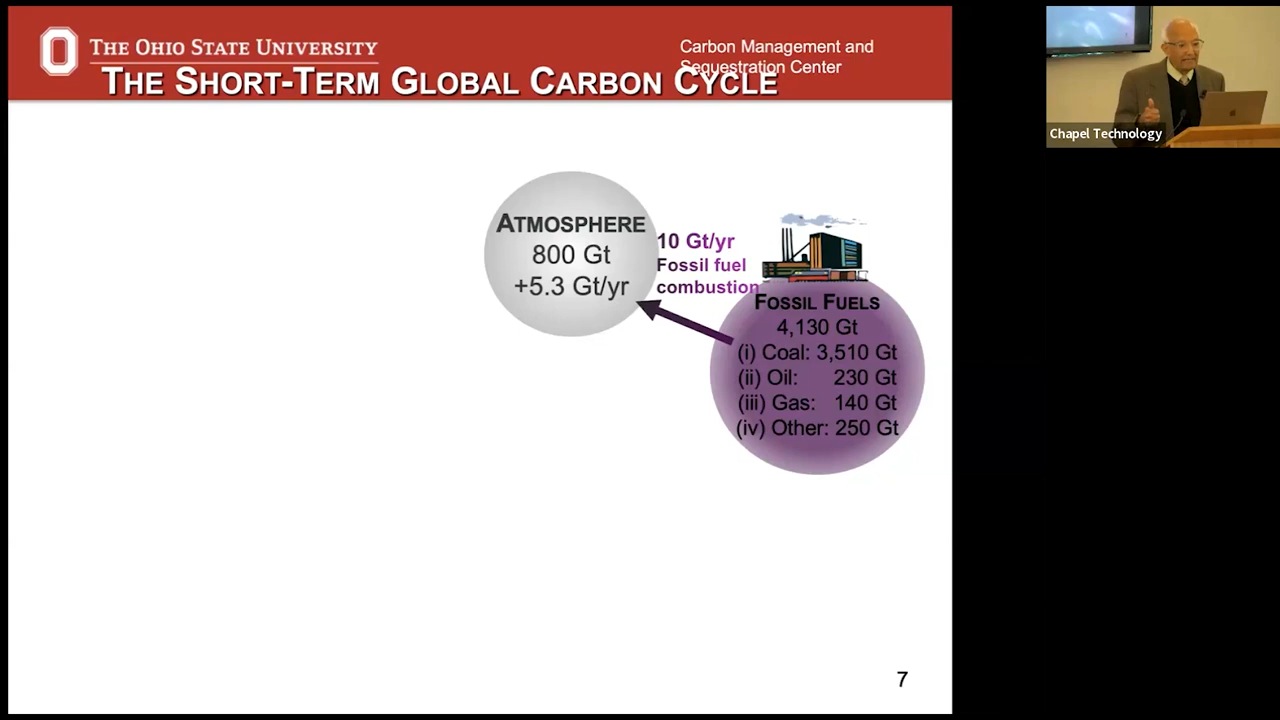 THE OHIO STATE UNIVERSITY
Carbon Management and
Sequestration Center
THE SHORT-TERM GLOBAL CARBON CYCLE
Chapel Technology
ATMOSPHERE
800 Gt
+5.3 Gt/yr
10 Gt/yr
Fossil fuel
combustion
FOSSIL FUELS
4,130 Gt
(i) Coal: 3,510 Gt
(ii) Oil: 230 Gt
(iii) Gas: 140 Gt
(iv) Other: 250 Gt
7